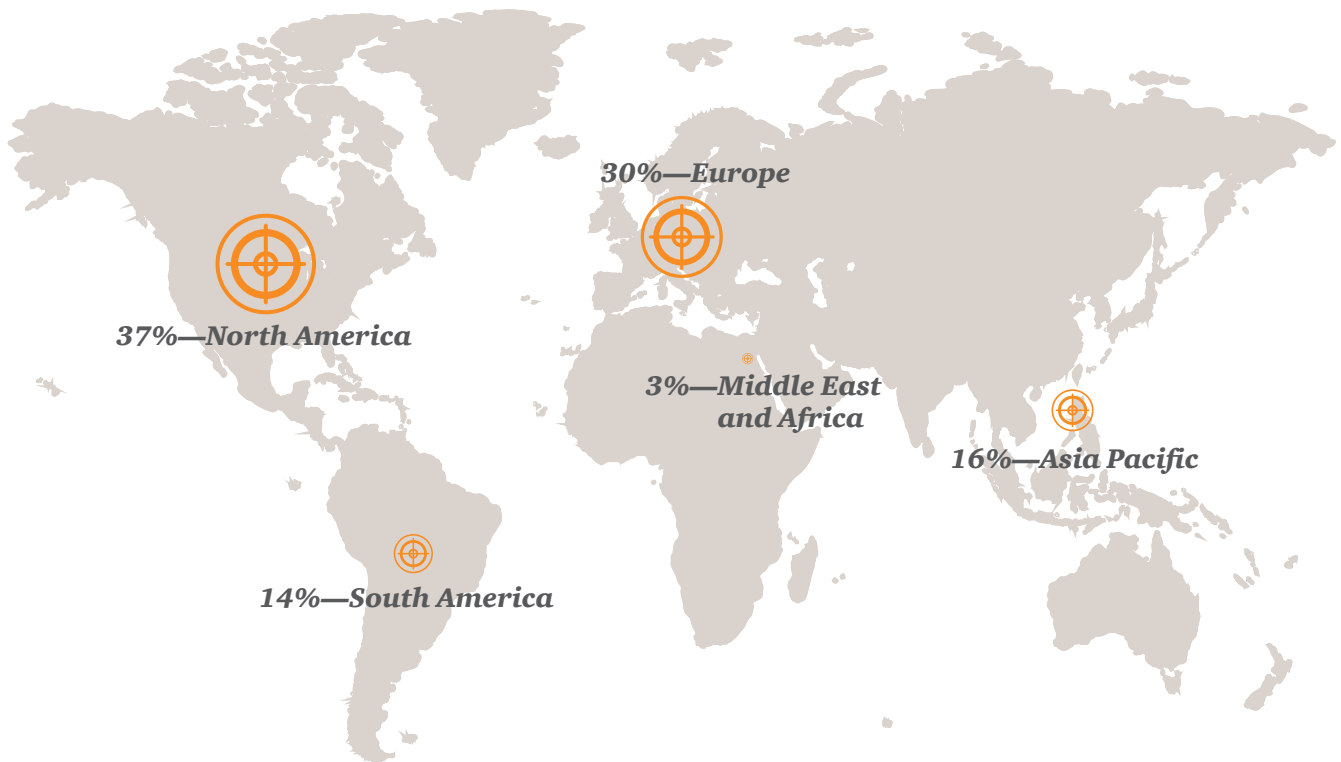 30%—Europe
37%—North America
3%—Middle East
and Africa
16%—Asia Pacific
14%—South America